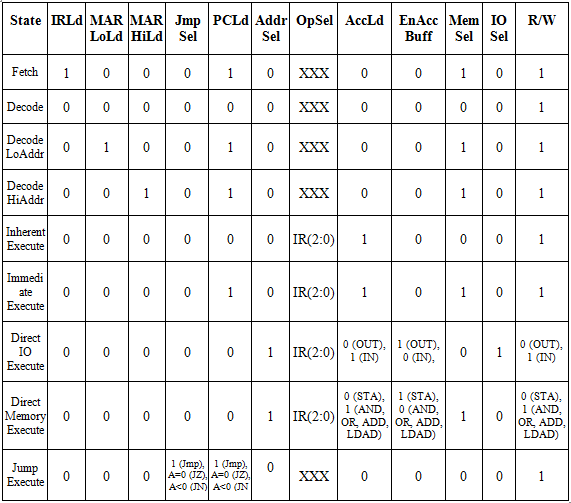 State IRLd MAR LoLd MAR HiLd Jmp Sel PCLd Addr Sel OpSel AccLd EnAcc Buff Mem Sel IO Sel R/W
Fetch 1 0 0 0 1 0 XXX 0 0 1 0 1
Decode 0 0 0 0 0 0 XXX 0 0 0 0 1
Decode LoAddr 0 1 0 0 1 0 XXX 0 0 1 0 1
Decode HiAddr 0 0 1 0 1 0 XXX 0 0 1 0 1
Inherent Execute 0 0 0 0 0 0 IR(2:0) 1 0 0 0 1
Immedi ate Execute 0 0 0 0 1 0 IR(2:0) 1 0 1 0 1
Direct IO Execute 0 0 0 0 0 1 IR(2:0) 0 (OUT), 1 (IN) 1 (OUT), 0 (IN), 0 1 0 (OUT), 1 (IN)
Direct Memory Execute 0 0 0 0 0 1 IR(2:0) 0 (STA), 1 (AND, OR, ADD, LDAD) 1 (STA), 0 (AND, OR, ADD, LDAD) 1 0 0 (STA), 1 (AND, OR, ADD, LDAD)
Jump Execute 0 0 0 1 (Jmp), A=0 (JZ), A<0 (JN) 1 (Jmp), A=0 (JZ), A<0 (JN 0 XXX 0 0 0 0 1